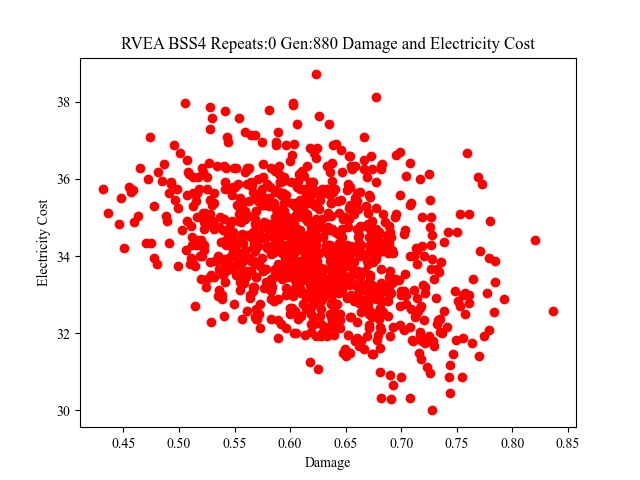 RVEA BSS4 Repeats:0 Gen:880 Damage and Electricity Cost
38
36
34
32
30
Electricity Cost
0.45 0.50 0.55 0.60 0.65 0.70 0.75 0.80 0.85
Damage